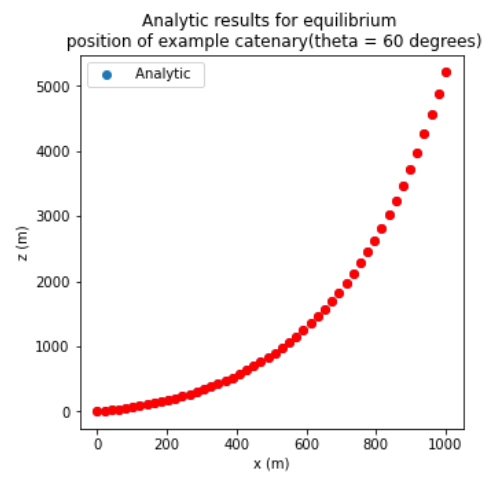 Analytic results for equilibrium
position of example catenary(theta = 60 degrees)
Analytic
5000
4000
3000
2000
1000
0
z (m)
0 200 400 600 800 1000
x (m)